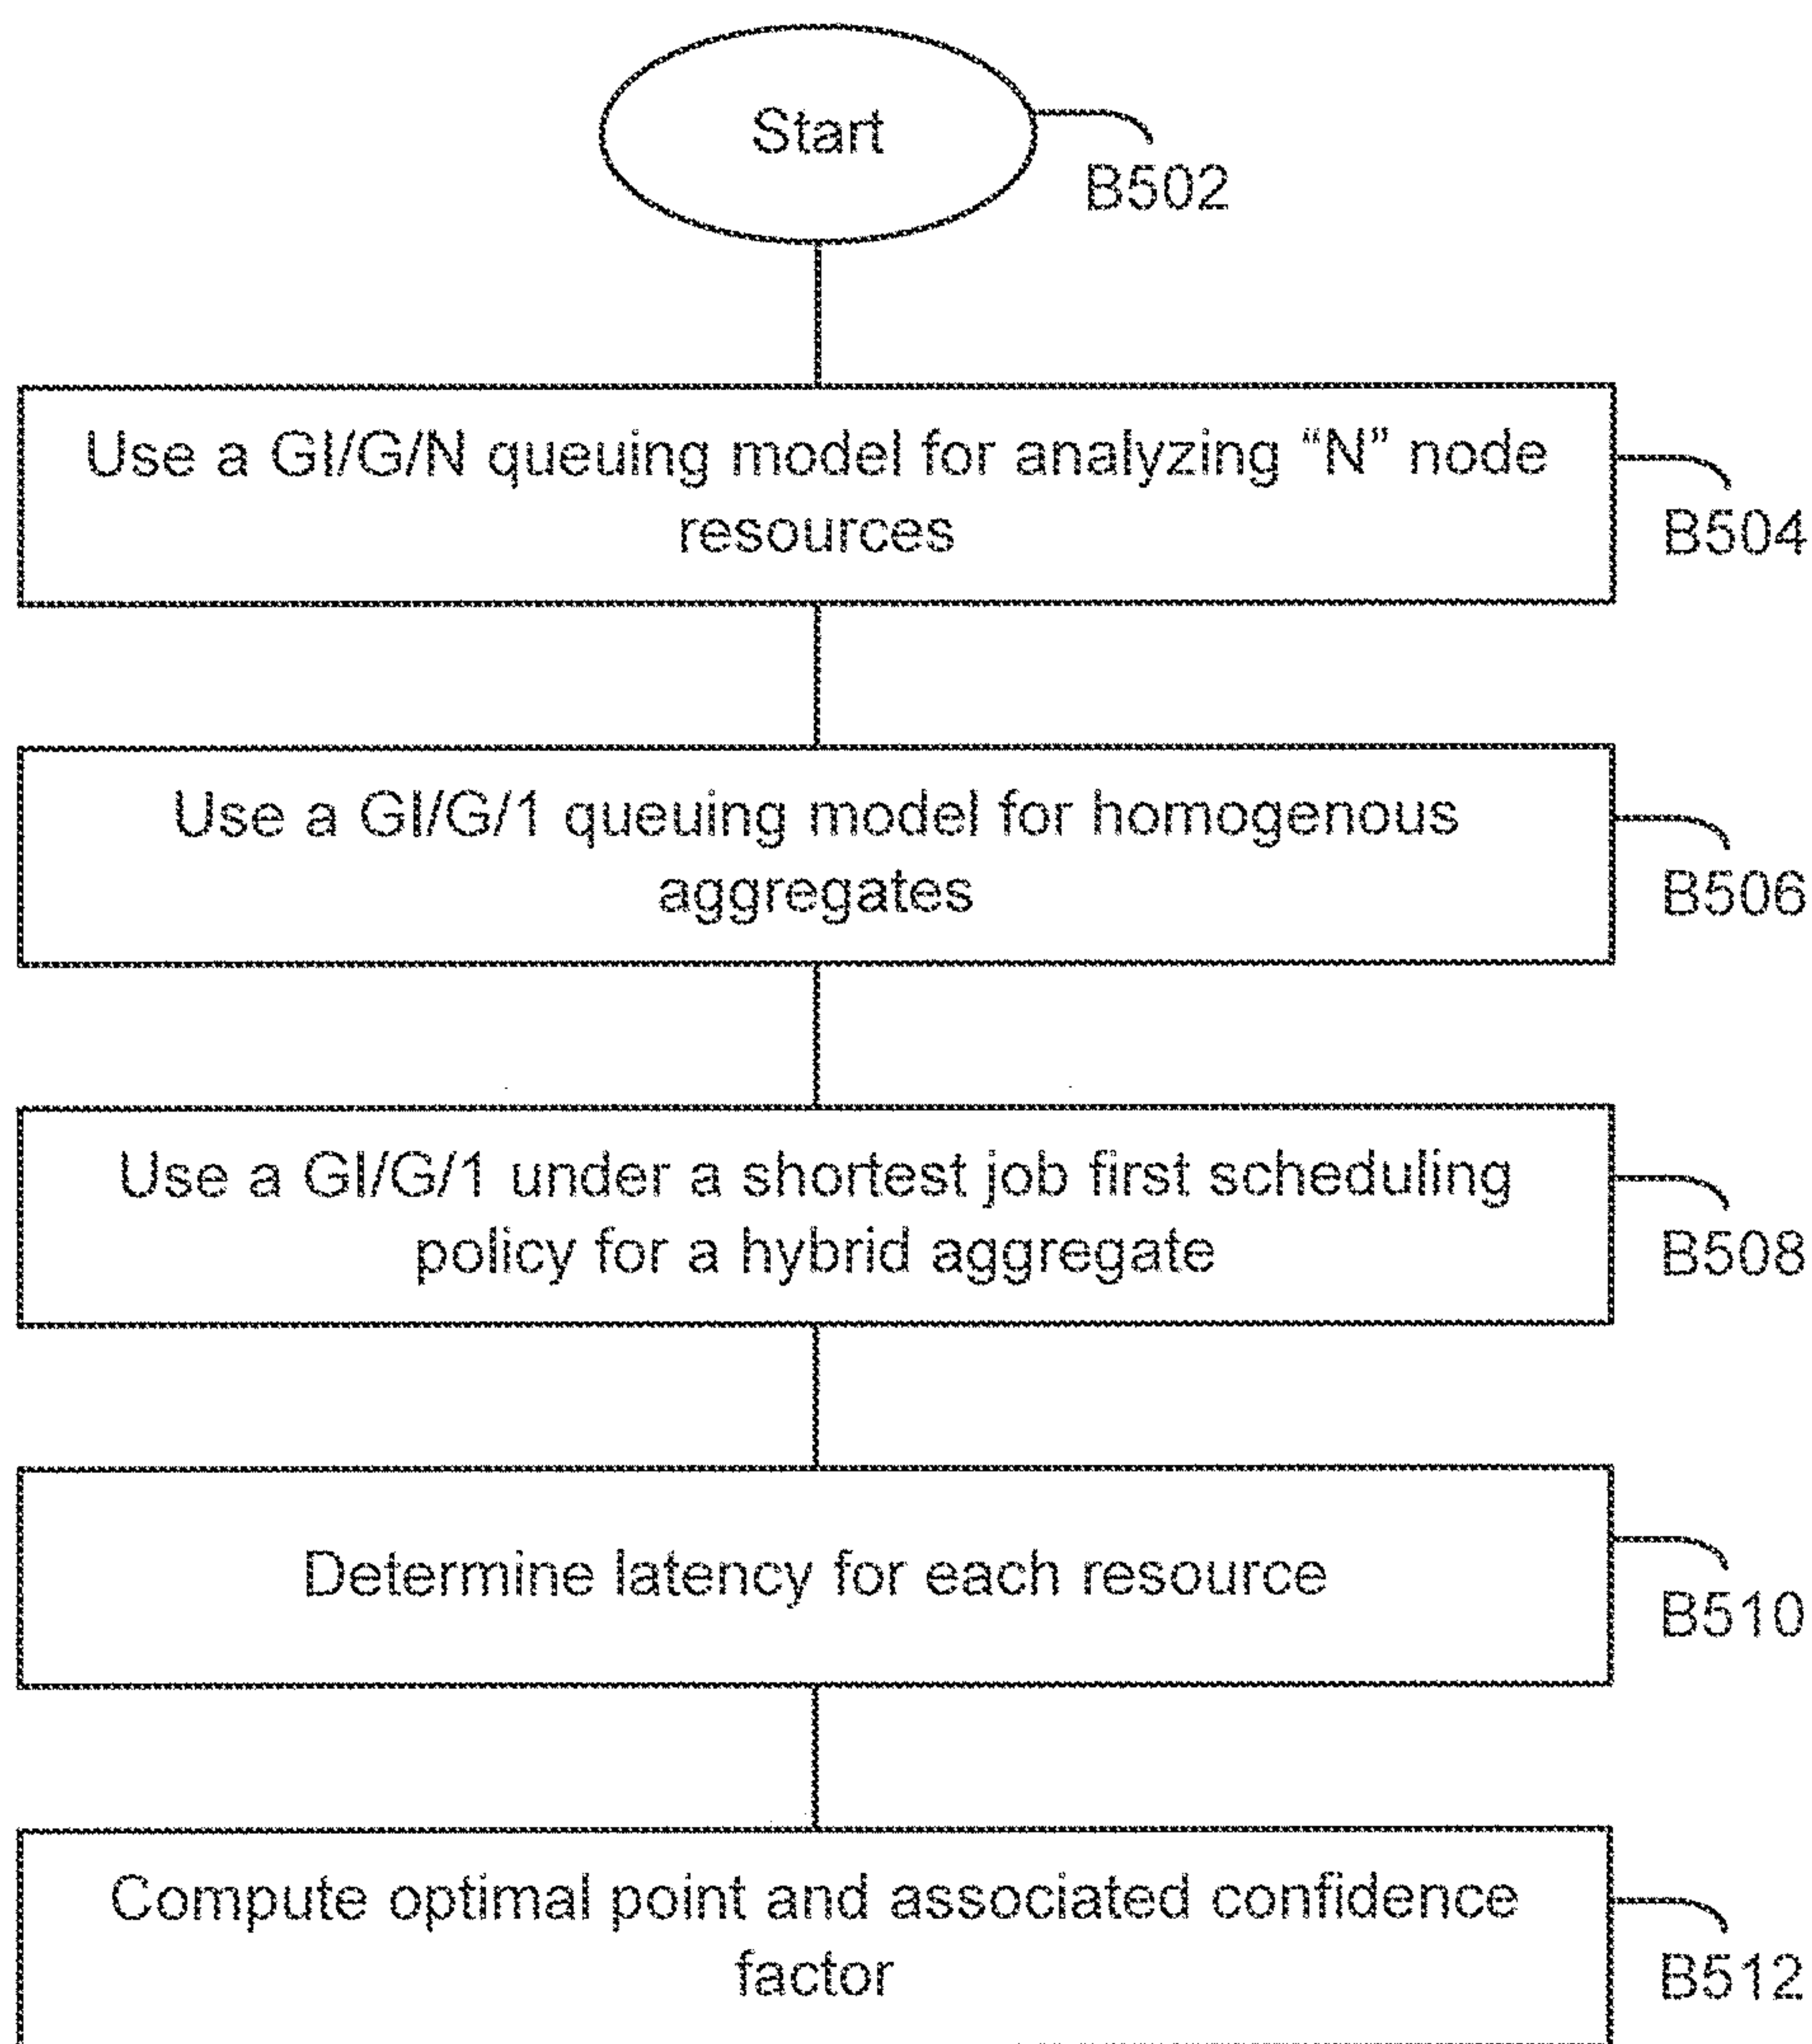 Start
B502
Use a GI/G/N queuing model for analyzing “N” node
resources
B504
Use a GI/G/1 queuing model for homogenous
aggregates
B506
Use a GI/G/1 under a shortest job first scheduling
policy for a hybrid aggregate
B508
Determine latency for each resource
B510
Compute optimal point and associated confidence
factor
B512